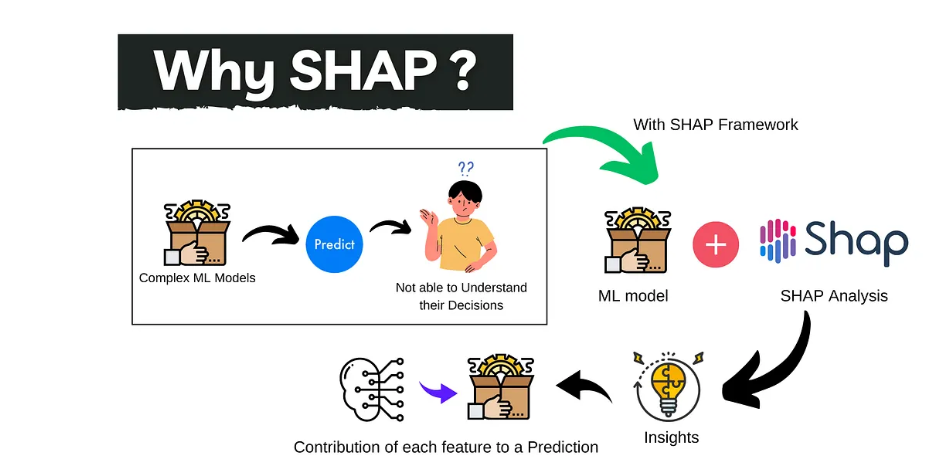 Why SHAP ?
With SHAP Framework
??
Predict
Complex ML Models
Not able to Understand
their Decisions
Shap
ML model
SHAP Analysis
Insights
Contribution of each feature to a Prediction